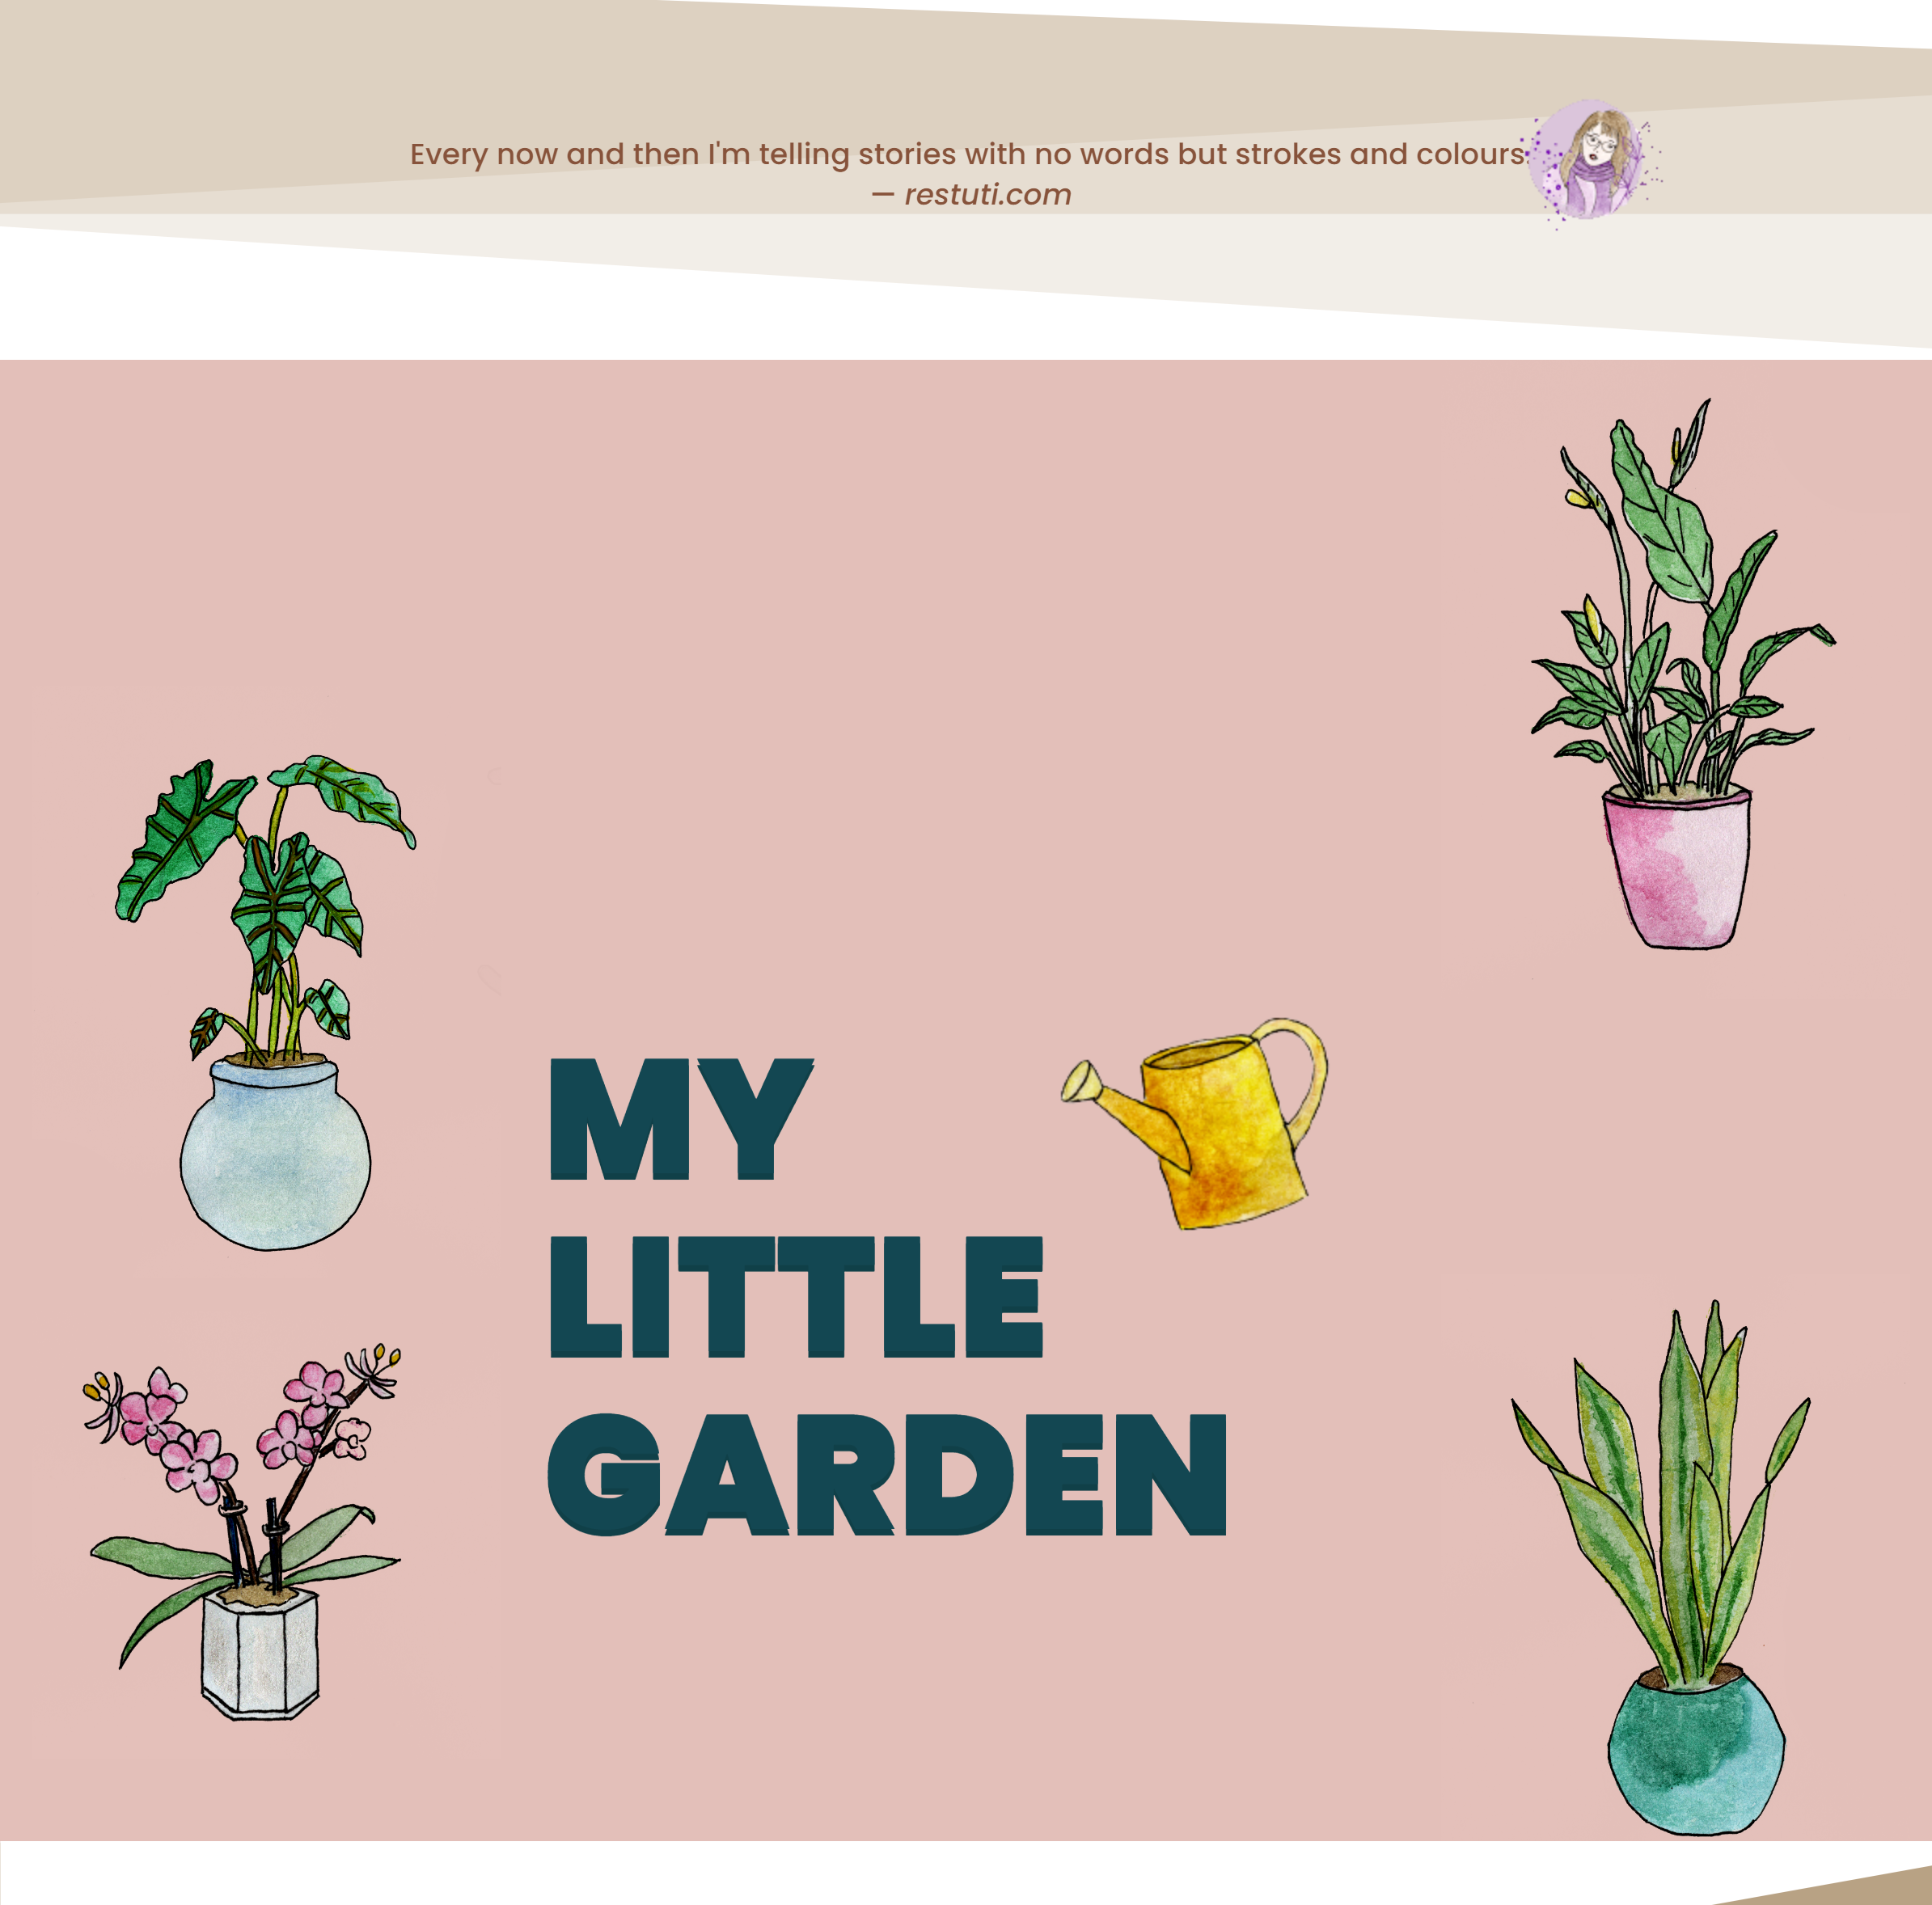 Every now and then I'm telling stories with no words but strokes and colours.
— restuti.com
MY
LITTLE
GARDEN